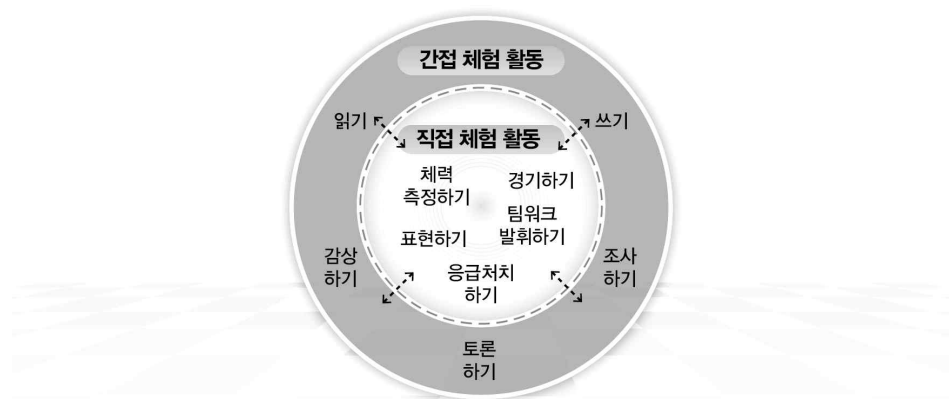 간접 체험 활동
읽기
쓰기
직접 체험 활동
체력
측정하기
경기하기
팀워크
발휘하기
표현하기
응급처치
하기
감상
하기
조사
하기
토론
하기